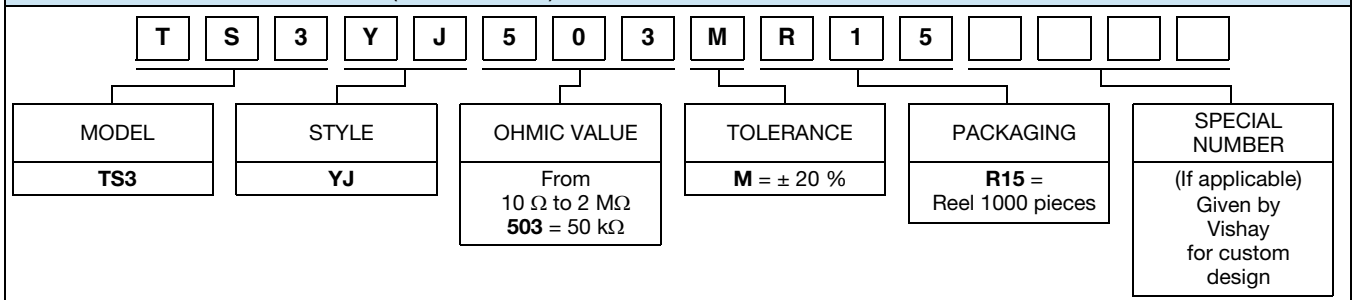 T S 3 Y J 5 0 3 M R 1 5
MODEL
TS3
STYLE
YJ
OHMIC VALUE
From
10 Ω to 2 MΩ
503 = 50 kΩ
TOLERANCE
M = ± 20 %
PACKAGING
R15 =
Reel 1000 pieces
SPECIAL
NUMBER
(If applicable)
Given by
Vishay
for custom
design